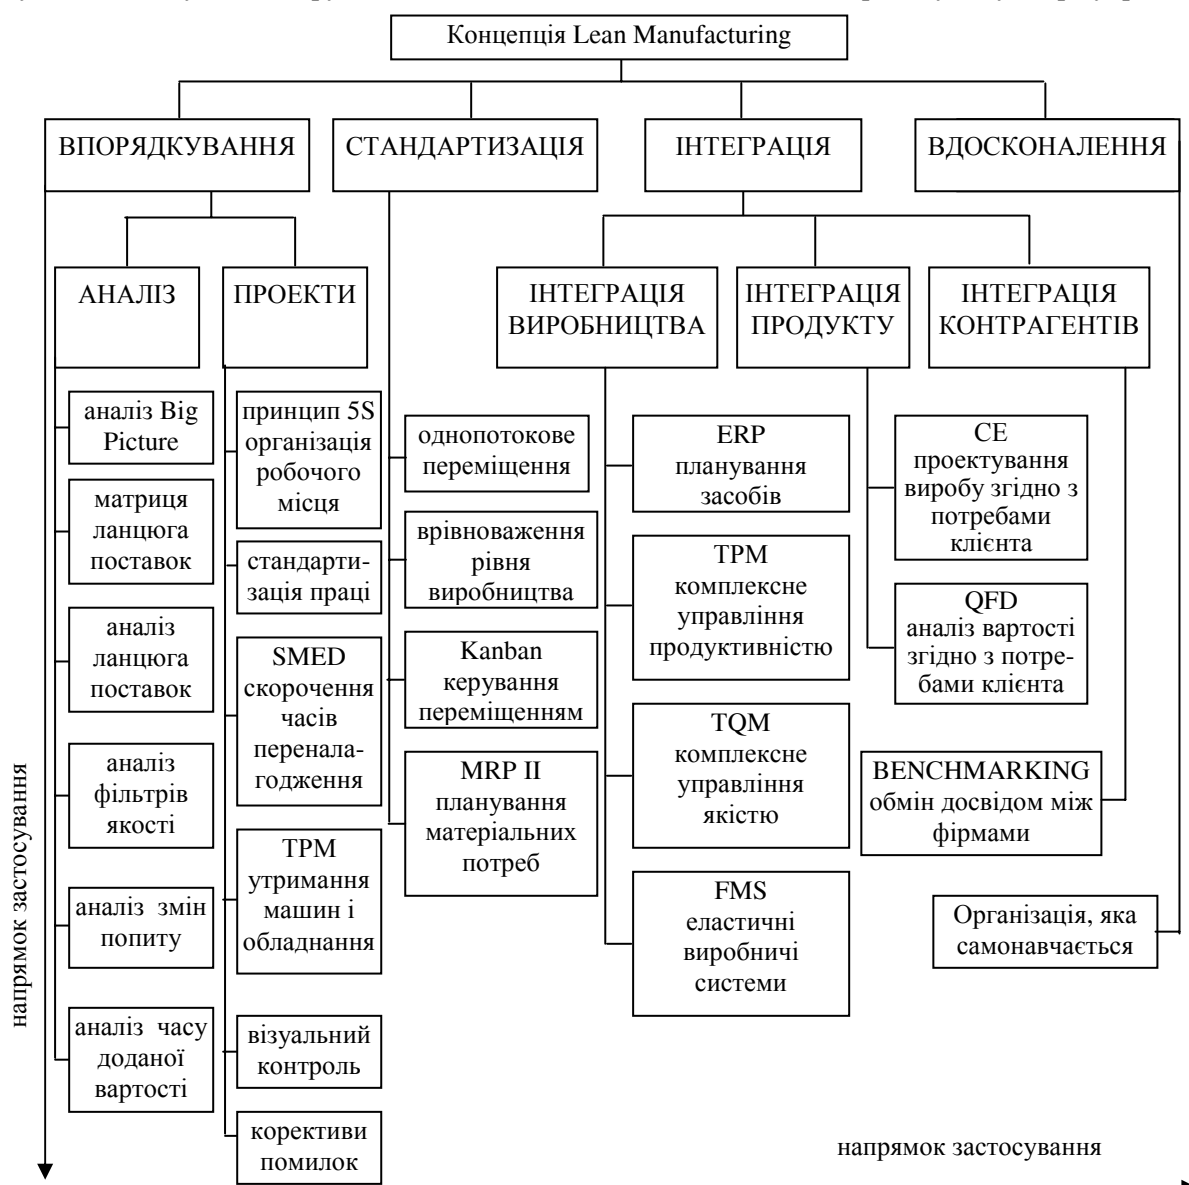 Концепція Lean Manufacturing
ВПОРЯДКУВАННЯ
СТАНДАРТИЗАЦІЯ
ІНТЕГРАЦІЯ
ВДОСКОНАЛЕННЯ
АНАЛІЗ
ПРОЕКТИ
ІНТЕГРАЦІЯ
ВИРОБНИЦТВА
ІНТЕГРАЦІЯ
ПРОДУКТУ
ІНТЕГРАЦІЯ
КОНТРАГЕНТІВ
аналіз Big
Picture
матриця
ланцюга
поставок
аналіз
ланцюга
поставок
аналіз
фільтрів
якості
аналіз змін
попиту
аналіз часу
доданої
вартості
принцип 5S
організація
робочого
місця
стандарти-
зація праці
SMED
скорочення
часів
перенала-
годження
TPM
утримання
машин і
обладнання
візуальний
контроль
корективи
помилок
однопотокове
переміщення
врівноваження
рівня
виробництва
Kanban
керування
переміщенням
MRP II
планування
матеріальних
потреб
ERP
планування
засобів
TPM
комплексне
управління
продуктивністю
TQM
комплексне
управління
якістю
FMS
еластичні
виробничі
системи
CE
проектування
виробу згідно з
потребами
клієнта
QFD
аналіз вартості
згідно з потре-
бами клієнта
BENCHMARKING
обмін досвідом між
фірмами
Організація, яка
самонавчається
напрямок застосування
напрямок застосування